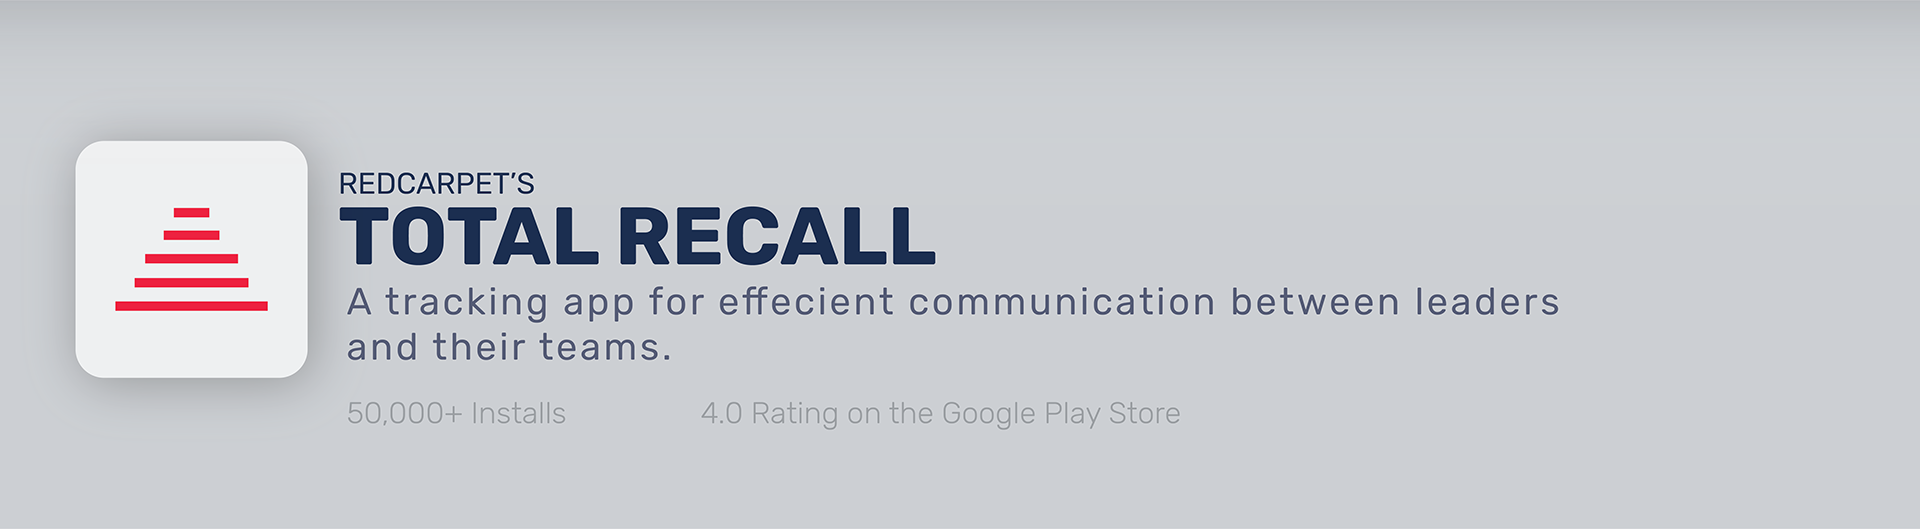 REDCARPET’S
TOTAL RECALL
A tracking app for effecient communication between leaders
and their teams.
50,000+ Installs 4.0 Rating on the Google Play Store